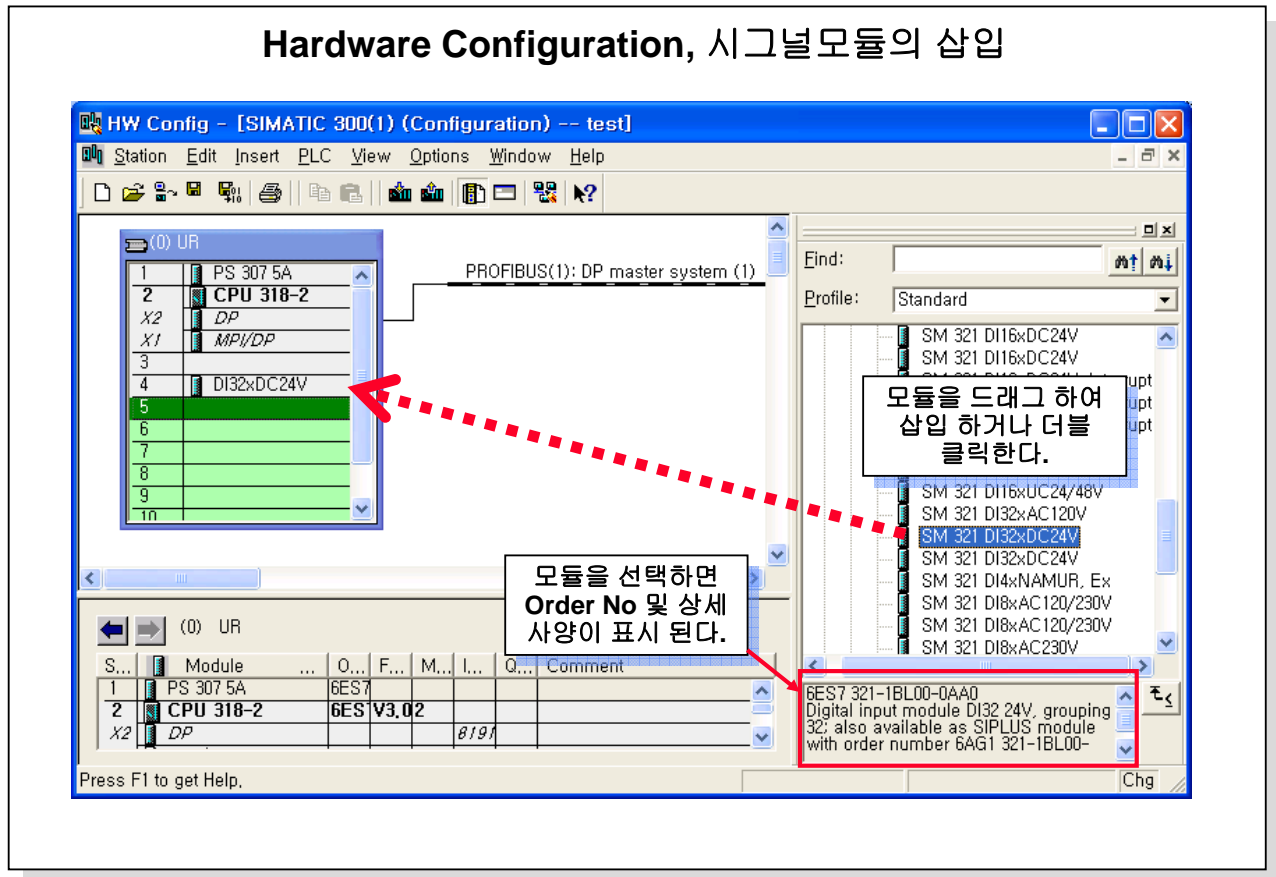 Hardware Configuration, 시그널모듈의 삽입
HW Config - [SIMATIC 300(1) (Configuration) -- test]
Station Edit Insert PLC View Options Window Help
(0) UR
1 PS 307 5A
2 CPU 318-2
X2 DP
X1 MPI/DP
3
4 DI32xDC24V
5
6
7
8
9
10
PROFIBUS(1): DP master system (1)
Find:
Profile: Standard
SM 321 DI16xDC24V
SM 321 DI16xDC24V
upt
upt
upt
모듈을 드래그 하여
삽입 하거나 더블
클릭한다.
SM 321 DI16xUC24/48V
SM 321 DI32xAC120V
SM 321 DI32xDC24V
SM 321 DI32xDC24V
SM 321 DI4xNAMUR, Ex
SM 321 DI8xAC120/230V
SM 321 DI8xAC120/230V
SM 321 DI8xAC230V
모듈을 선택하면
Order No 및 상세
사양이 표시 된다.
(0) UR
S... Module ... O... F... M... I... Q... Comment
1 PS 307 5A 6ES7
2 CPU 318-2 6ES V3.02
X2 DP 8191
6ES7 321-1BL00-0AA0
Digital input module DI32 24V, grouping
32; also available as SIPLUS module
with order number 6AG1 321-1BL00-
Press F1 to get Help.
Chg